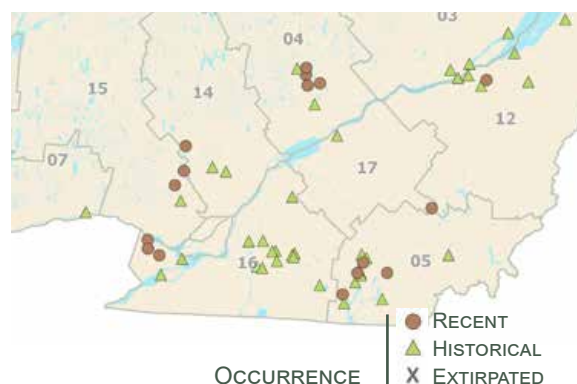 03
04
15
14
12
07
17
16
05
RECENT
HISTORICAL
OCCURRENCE
EXTIRPATED